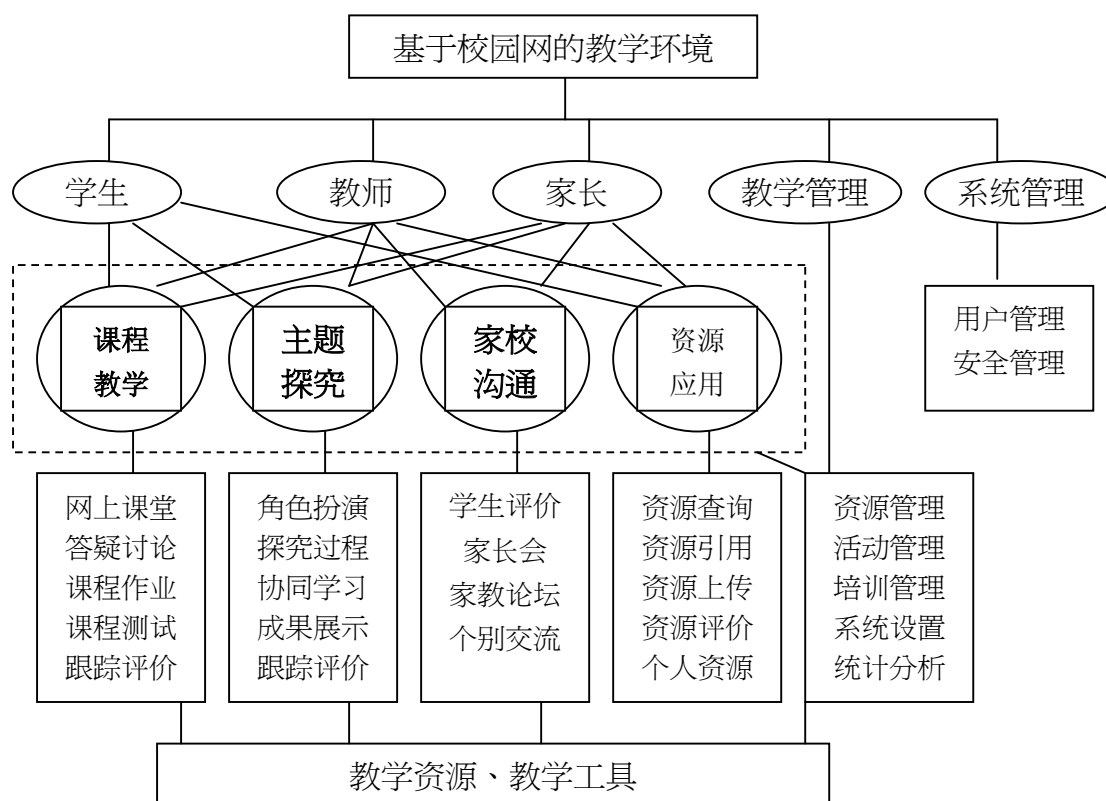 基于校园网的教学环境
学生
教师
家长
教学管理
系统管理
课程
教学
主题
探究
家校
沟通
资源
应用
用户管理
安全管理
网上课堂
答疑讨论
课程作业
课程测试
跟踪评价
角色扮演
探究过程
协同学习
成果展示
跟踪评价
学生评价
家长会
家教论坛
个别交流
资源查询
资源引用
资源上传
资源评价
个人资源
资源管理
活动管理
培训管理
系统设置
统计分析
教学资源、教学工具